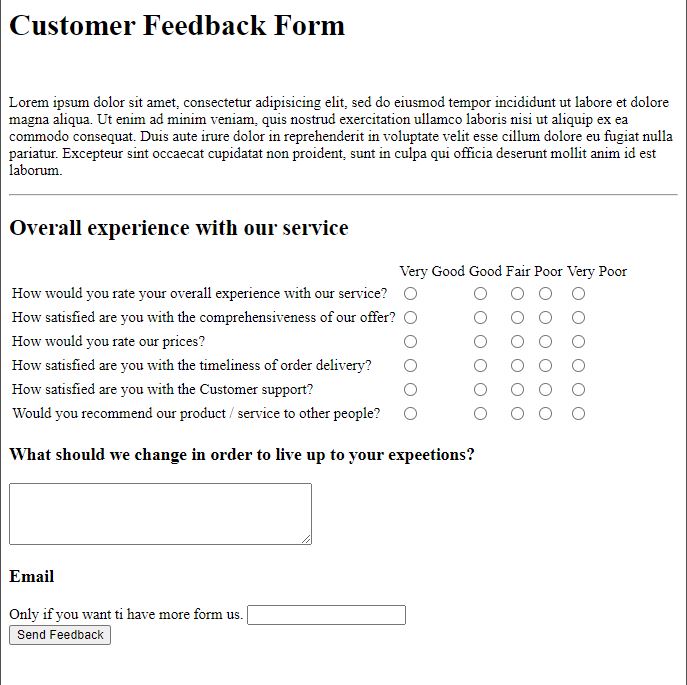 Customer Feedback Form
Lorem ipsum dolor sit amet, consectetur adipisicing elit, sed do eiusmod tempor incididunt ut labore et dolore
magna aliqua. Ut enim ad minim veniam, quis nostrud exercitation ullamco laboris nisi ut aliquip ex ea
commodo consequat. Duis aute irure dolor in reprehenderit in voluptate velit esse cillum dolore eu fugiat nulla
pariatur. Excepteur sint occaecat cupidatat non proident, sunt in culpa qui officia deserunt mollit anim id est
laborum.
Overall experience with our service
Very Good Good Fair Poor Very Poor
How would you rate your overall experience with our service?
How satisfied are you with the comprehensiveness of our offer?
How would you rate our prices?
How satisfied are you with the timeliness of order delivery?
How satisfied are you with the Customer support?
Would you recommend our product / service to other people?
What should we change in order to live up to your expeetions?
Email
Only if you want ti have more form us.
Send Feedback